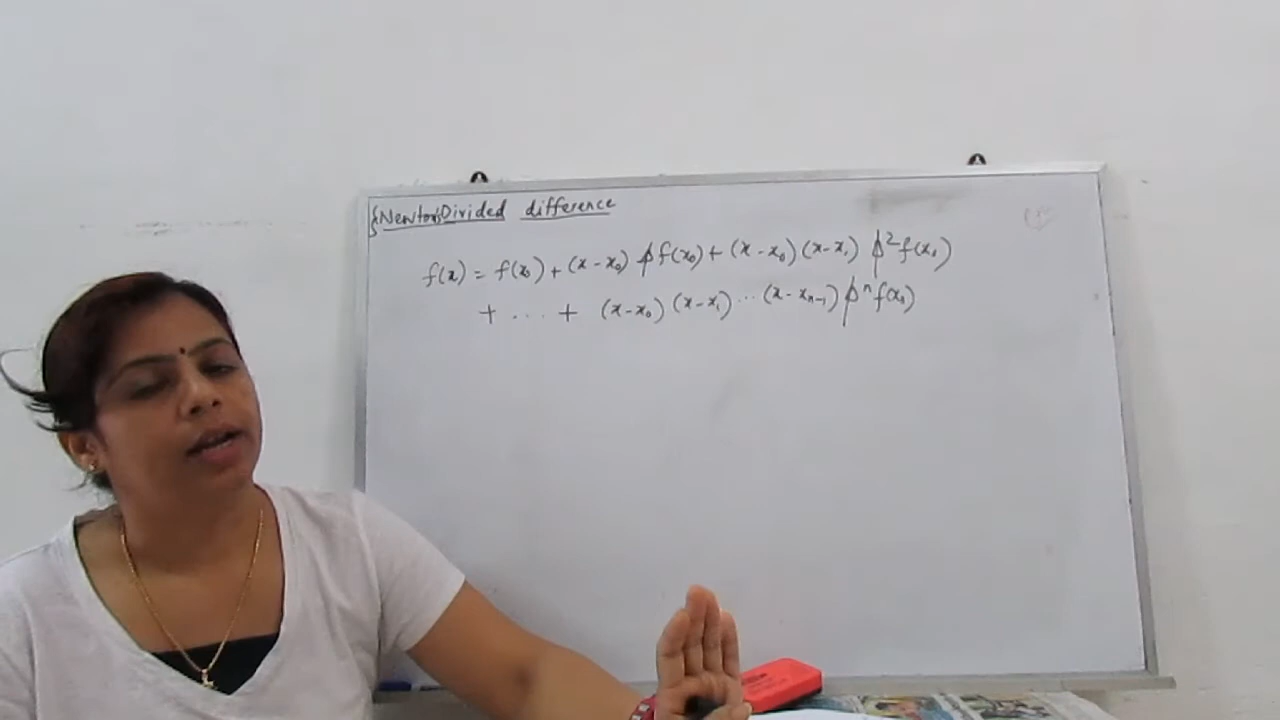 {Newton's Divided difference
f(x) = f(x₀) + (x - x₀) ⍋f(x₀) + (x - x₀)(x - x₁) ⍋²f(x₀)
+ ... + (x - x₀)(x - x₁) ... (x - xₙ₋₁) ⍋ⁿf(x₀)